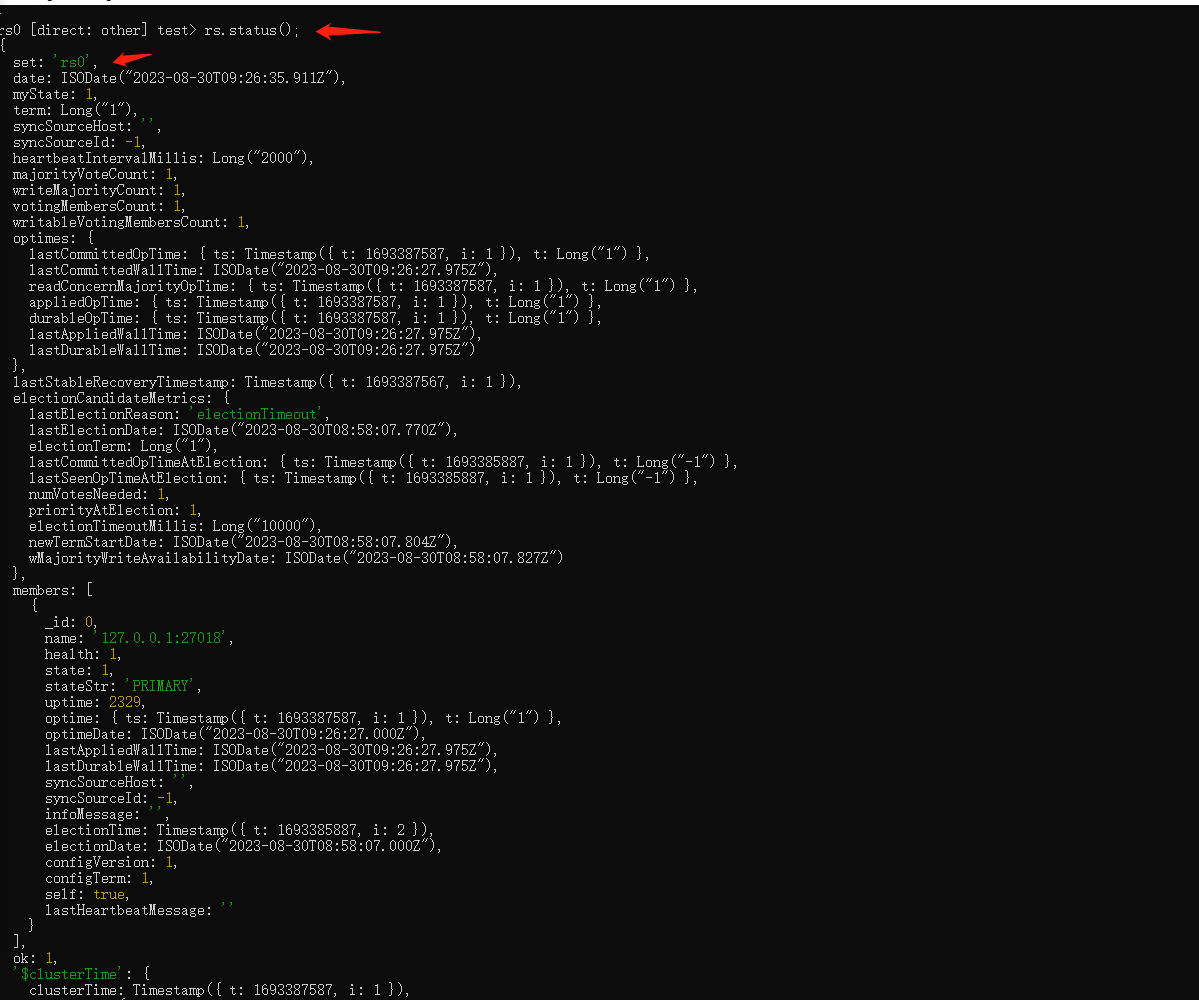 rs0 [direct: other] test> rs.status();
{
  set: 'rs0',
  date: ISODate("2023-08-30T09:26:35.911Z"),
  myState: 1,
  term: Long("1"),
  syncSourceHost: '',
  syncSourceId: -1,
  heartbeatIntervalMillis: Long("2000"),
  majorityVoteCount: 1,
  writeMajorityCount: 1,
  votingMembersCount: 1,
  writableVotingMembersCount: 1,
  optimes: {
    lastCommittedOpTime: { ts: Timestamp({ t: 1693387587, i: 1 }), t: Long("1") },
    lastCommittedWallTime: ISODate("2023-08-30T09:26:27.975Z"),
    readConcernMajorityOpTime: { ts: Timestamp({ t: 1693387587, i: 1 }), t: Long("1") },
    appliedOpTime: { ts: Timestamp({ t: 1693387587, i: 1 }), t: Long("1") },
    durableOpTime: { ts: Timestamp({ t: 1693387587, i: 1 }), t: Long("1") },
    lastAppliedWallTime: ISODate("2023-08-30T09:26:27.975Z"),
    lastDurableWallTime: ISODate("2023-08-30T09:26:27.975Z")
  },
  lastStableRecoveryTimestamp: Timestamp({ t: 1693387567, i: 1 }),
  electionCandidateMetrics: {
    lastElectionReason: 'electionTimeout',
    lastElectionDate: ISODate("2023-08-30T08:58:07.770Z"),
    electionTerm: Long("1"),
    lastCommittedOpTimeAtElection: { ts: Timestamp({ t: 1693385887, i: 1 }), t: Long("-1") },
    lastSeenOpTimeAtElection: { ts: Timestamp({ t: 1693385887, i: 1 }), t: Long("-1") },
    numVotesNeeded: 1,
    priorityAtElection: 1,
    electionTimeoutMillis: Long("10000"),
    newTermStartDate: ISODate("2023-08-30T08:58:07.804Z"),
    wMajorityWriteAvailabilityDate: ISODate("2023-08-30T08:58:07.827Z")
  },
  members: [
    {
      _id: 0,
      name: '127.0.0.1:27018',
      health: 1,
      state: 1,
      stateStr: 'PRIMARY',
      uptime: 2329,
      optime: { ts: Timestamp({ t: 1693387587, i: 1 }), t: Long("1") },
      optimeDate: ISODate("2023-08-30T09:26:27.000Z"),
      lastAppliedWallTime: ISODate("2023-08-30T09:26:27.975Z"),
      lastDurableWallTime: ISODate("2023-08-30T09:26:27.975Z"),
      syncSourceHost: '',
      syncSourceId: -1,
      infoMessage: '',
      electionTime: Timestamp({ t: 1693385887, i: 2 }),
      electionDate: ISODate("2023-08-30T08:58:07.000Z"),
      configVersion: 1,
      configTerm: 1,
      self: true,
      lastHeartbeatMessage: ''
    }
  ],
  ok: 1,
  '$clusterTime': {
    clusterTime: Timestamp({ t: 1693387587, i: 1 }),